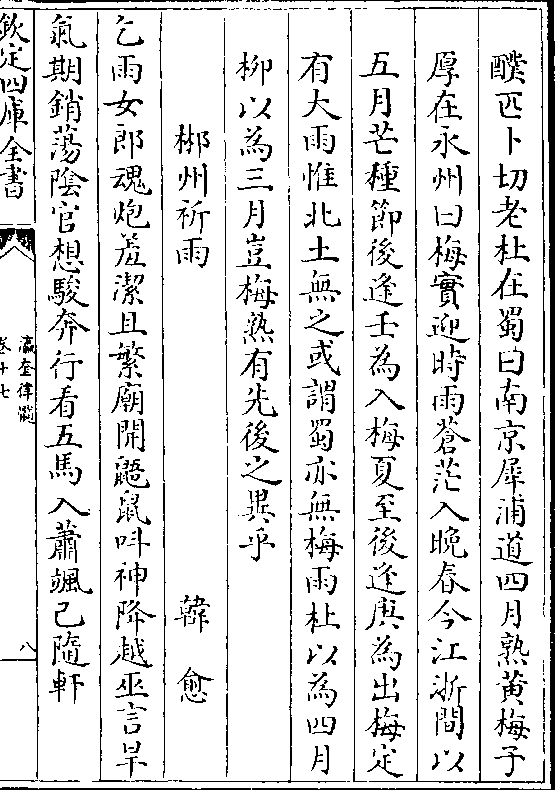 醭匹卜切老杜在蜀曰南京犀浦道四月熟黄梅子
厚在永州曰梅實迎時雨蒼茫入晚春今江浙間以
五月芒種節後逢壬為入梅夏至後逢庚為出梅定
有大雨惟北土無之或謂蜀亦無梅雨杜以為四月
柳以為三月豈梅熟有先後之異乎
郴州祈雨 韓愈
乞雨女郎魂炮羞潔且繁廟開鼯鼠呌神降越巫言旱
氣期銷蕩陰官想駿奔行看五馬入蕭颯已隨軒
欽定四庫全書
瀛奎律髓
卷十七
八